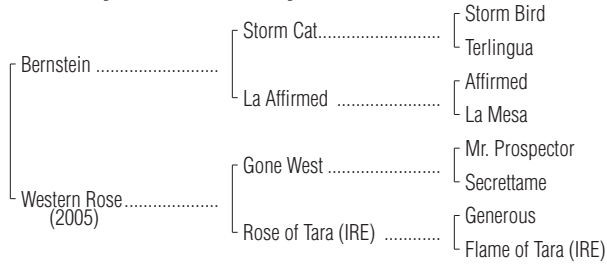 Storm Bird
Storm Cat....................
Terlingua
Bernstein ........................
Affirmed
La Affirmed .................
La Mesa
Mr. Prospector
Gone West ...................
Secrettame
Western Rose...................
(2005)
Generous
Rose of Tara (IRE) ..........
Flame of Tara (IRE)